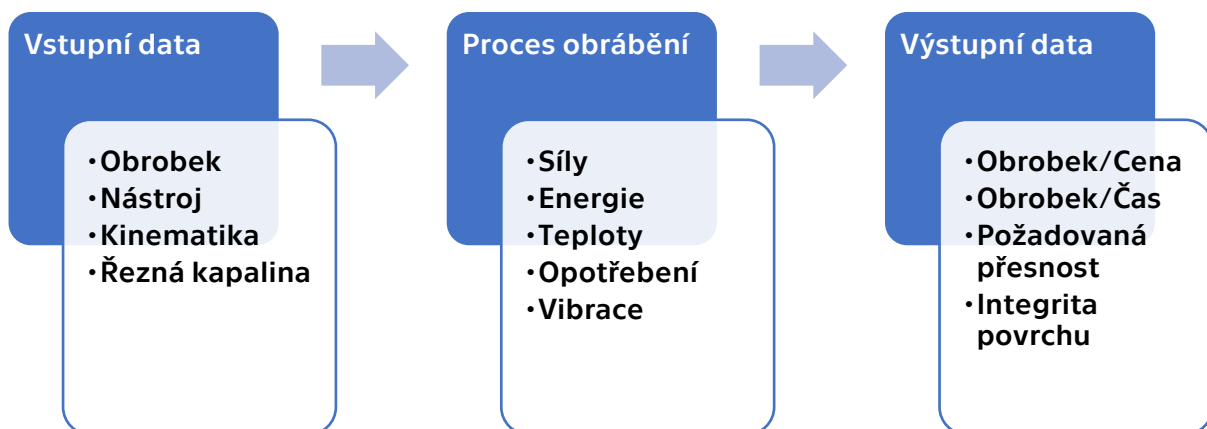 Vstupní data
•Obrobek
•Nástroj
•Kinematika
•Řezná kapalina
Proces obrábění
•Síly
•Energie
•Teploty
•Opotřebení
•Vibrace
Výstupní data
•Obrobek/Cena
•Obrobek/Čas
•Požadovaná
přesnost
•Integrita
povrchu